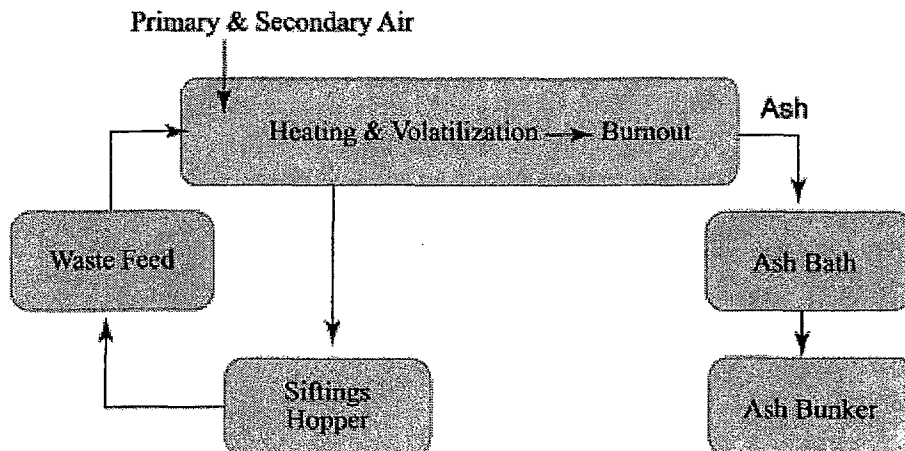 Primary & Secondary Air
Heating & Volatilization
Burnout
Ash
Waste Feed
Ash Bath
Siftings
Hopper
Ash Bunker